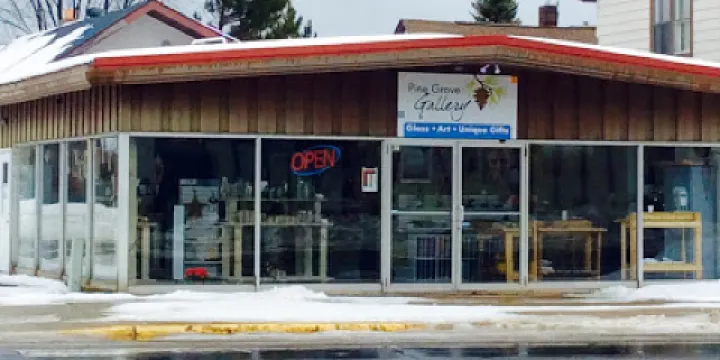 Pine Grove
Gallery
Glass • Art • Unique Gifts
OPEN